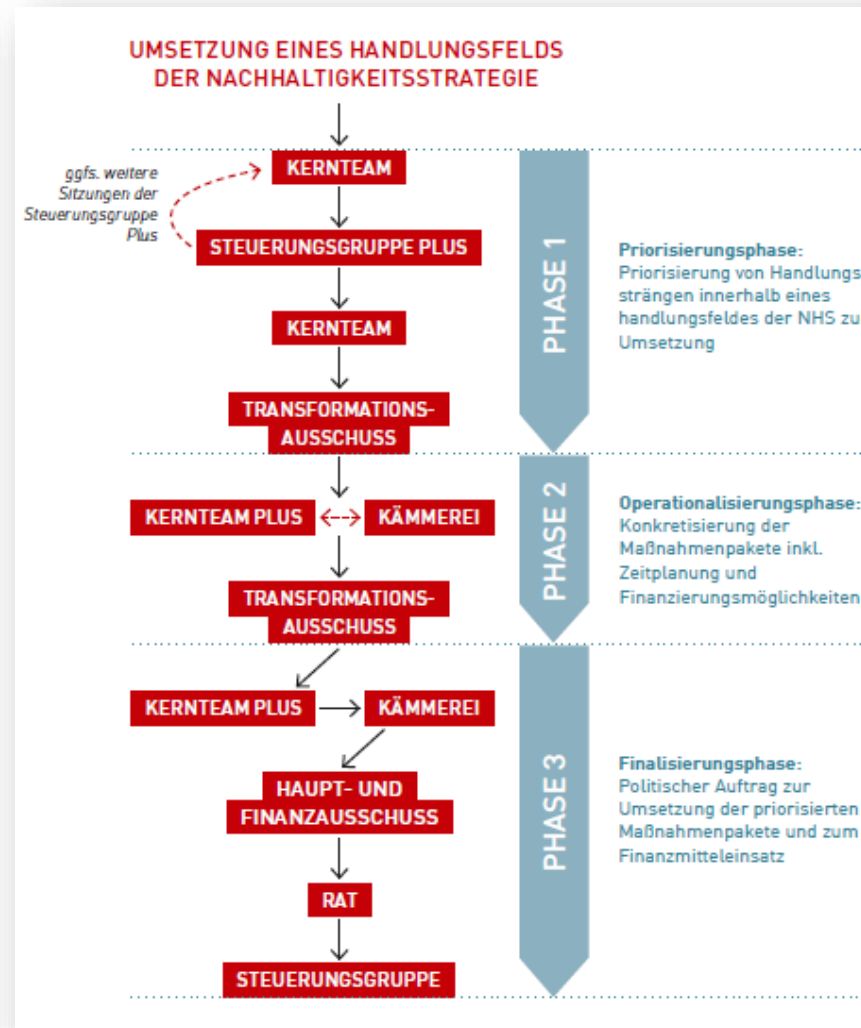 UMSETZUNG EINES HANDLUNGSFELDS
DER NACHHALTIGKEITSSTRATEGIE
KERNTEAM
ggfs. weitere
Sitzungen der
Steuerungsgruppe
Plus
STEUERUNGSGRUPPE PLUS
KERNTEAM
TRANSFORMATIONS-
AUSSCHUSS
PHASE 1
Priorisierungsphase:
Priorisierung von Handlungs
strängen innerhalb eines
handlungsfeldes der NHS zu
Umsetzung
KERNTEAM PLUS
KÄMMEREI
TRANSFORMATIONS-
AUSSCHUSS
PHASE 2
Operationalisierungsphase:
Konkretisierung der
Maßnahmenpakete inkl.
Zeitplanung und
Finanzierungsmöglichkeiten
KERNTEAM PLUS
KÄMMEREI
HAUPT- UND
FINANZAUSSCHUSS
RAT
STEUERUNGSGRUPPE
PHASE 3
Finalisierungsphase:
Politischer Auftrag zur
Umsetzung der priorisierten
Maßnahmenpakete und zum
Finanzmitteleinsatz